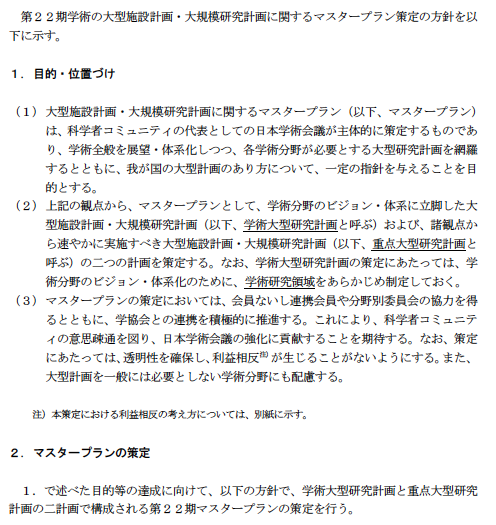 第２２期学術の大型施設計画・大規模研究計画に関するマスタープラン策定の方針を以
下に示す。
１．目的・位置づけ
（１）大型施設計画・大規模研究計画に関するマスタープラン（以下、マスタープラン）
は、科学者コミュニティの代表としての日本学術会議が主体的に策定するものであ
り、学術全般を展望・体系化しつつ、各学術分野が必要とする大型研究計画を網羅
するとともに、我が国の大型計画のあり方について、一定の指針を与えることを目
的とする。
（２）上記の観点から、マスタープランとして、学術分野のビジョン・体系に立脚した大
型施設計画・大規模研究計画（以下、学術大型研究計画と呼ぶ）および、諸観点か
ら速やかに実施すべき大型施設計画・大規模研究計画（以下、重点大型研究計画と
呼ぶ）の二つの計画を策定する。なお、学術大型研究計画の策定にあたっては、学
術分野のビジョン・体系化のために、学術研究領域をあらかじめ制定しておく。
（３）マスタープランの策定においては、会員ないし連携会員や分野別委員会の協力を得
るとともに、学協会との連携を積極的に推進する。これにより、科学者コミュニテ
ィの意思疎通を図り、日本学術会議の強化に貢献することを期待する。なお、策定
にあたっては、透明性を確保し、利益相反注）が生じることがないようにする。また、
大型計画を一般には必要としない学術分野にも配慮する。
注）本策定における利益相反の考え方については、別紙に示す。
２．マスタープランの策定
１．で述べた目的等の達成に向けて、以下の方針で、学術大型研究計画と重点大型研究
計画の二計画で構成される第２２期マスタープランの策定を行う。